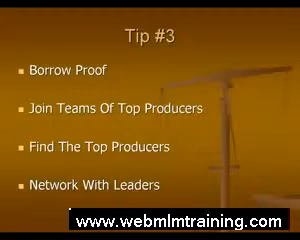 Tip #3
Borrow Proof
Join Teams Of Top Producers
Find The Top Producers
Network With Leaders
www.webmlmtraining.com